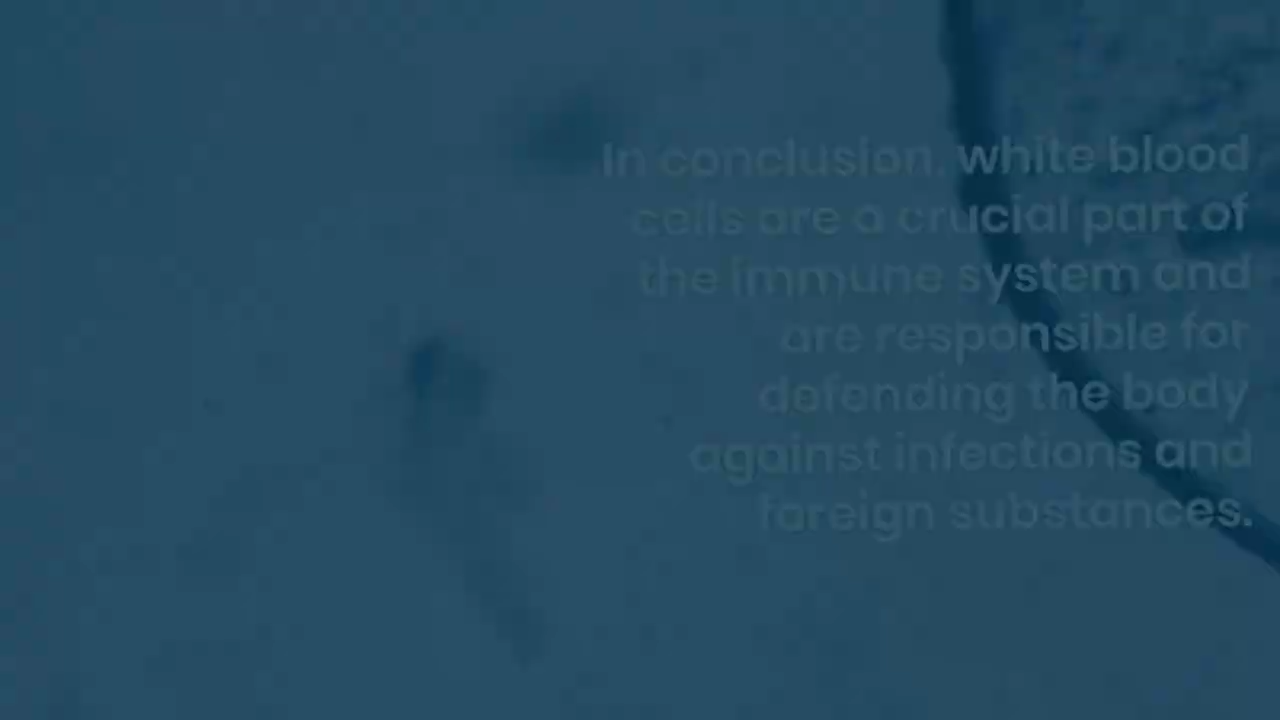 In conclusion, white blood
cells are a crucial part of
the immune system and
are responsible for
defending the body
against infections and
foreign substances.